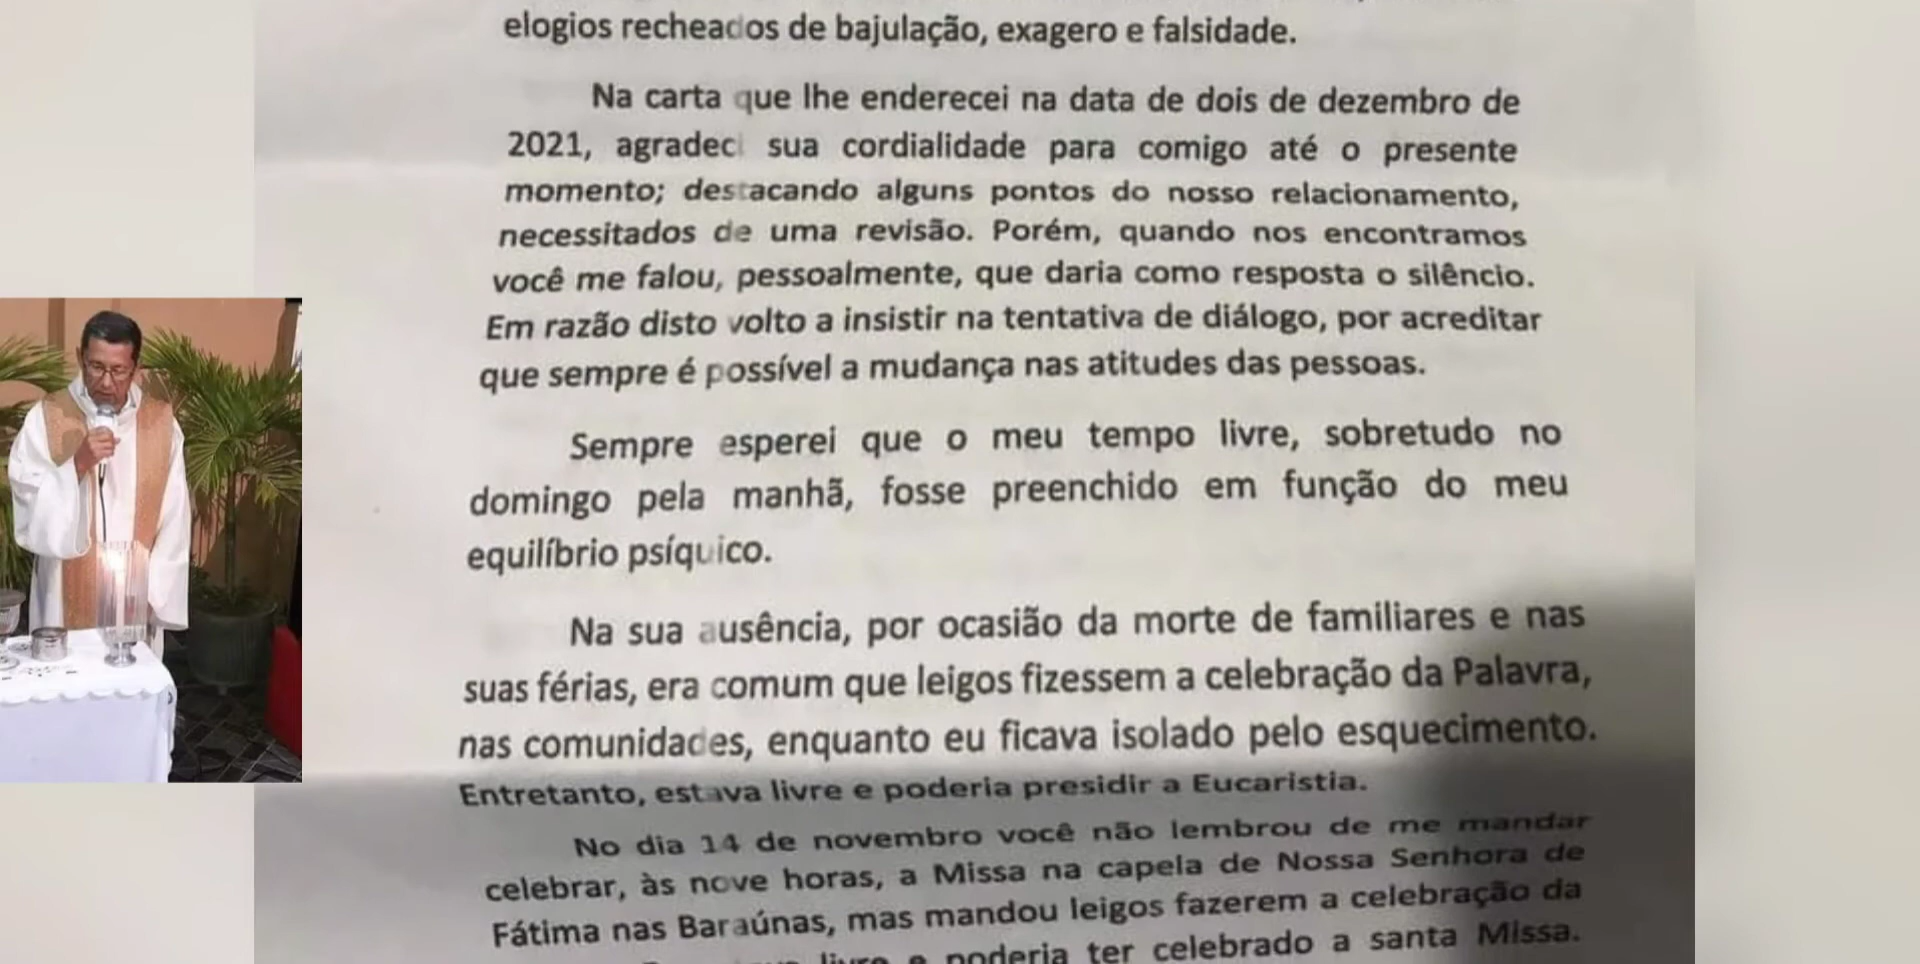 elogios recheados de bajulação, exagero e falsidade.
Na carta que lhe enderecei na data de dois de dezembro de
2021, agradeci sua cordialidade para comigo até o presente
momento; destacando alguns pontos do nosso relacionamento,
necessitados de uma revisão. Porém, quando nos encontramos
você me falou, pessoalmente, que daria como resposta o silêncio.
Em razão disto volto a insistir na tentativa de diálogo, por acreditar
que sempre é possível a mudança nas atitudes das pessoas.
Sempre esperei que o meu tempo livre, sobretudo no
domingo pela manhã, fosse preenchido em função do meu
equilíbrio psíquico.
Na sua ausência, por ocasião da morte de familiares e nas
suas férias, era comum que leigos fizessem a celebração da Palavra,
nas comunidades, enquanto eu ficava isolado pelo esquecimento.
Entretanto, estava livre e poderia presidir a Eucaristia.
No dia 14 de novembro você não lembrou de me mandar
celebrar, às nove horas, a Missa na capela de Nossa Senhora de
Fátima nas Baraúnas, mas mandou leigos fazerem a celebração da
livre e poderia ter celebrado a santa Missa.